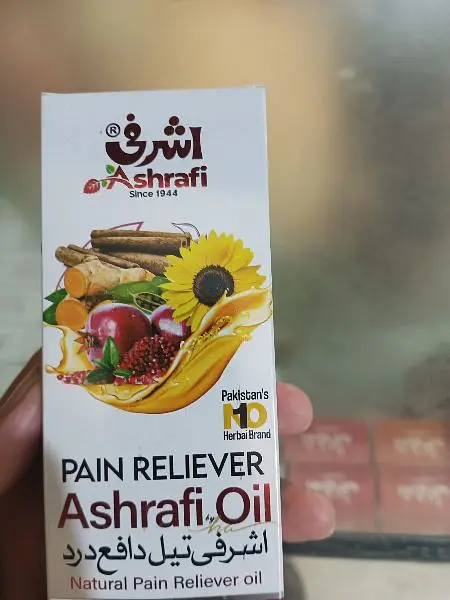 اشرفی®
Ashrafi
Since 1944
Pakistan's
NO 1
Herbal Brand
PAIN RELIEVER
Ashrafi Oil
اشرفی تیل دافع درد
Natural Pain Reliever oil